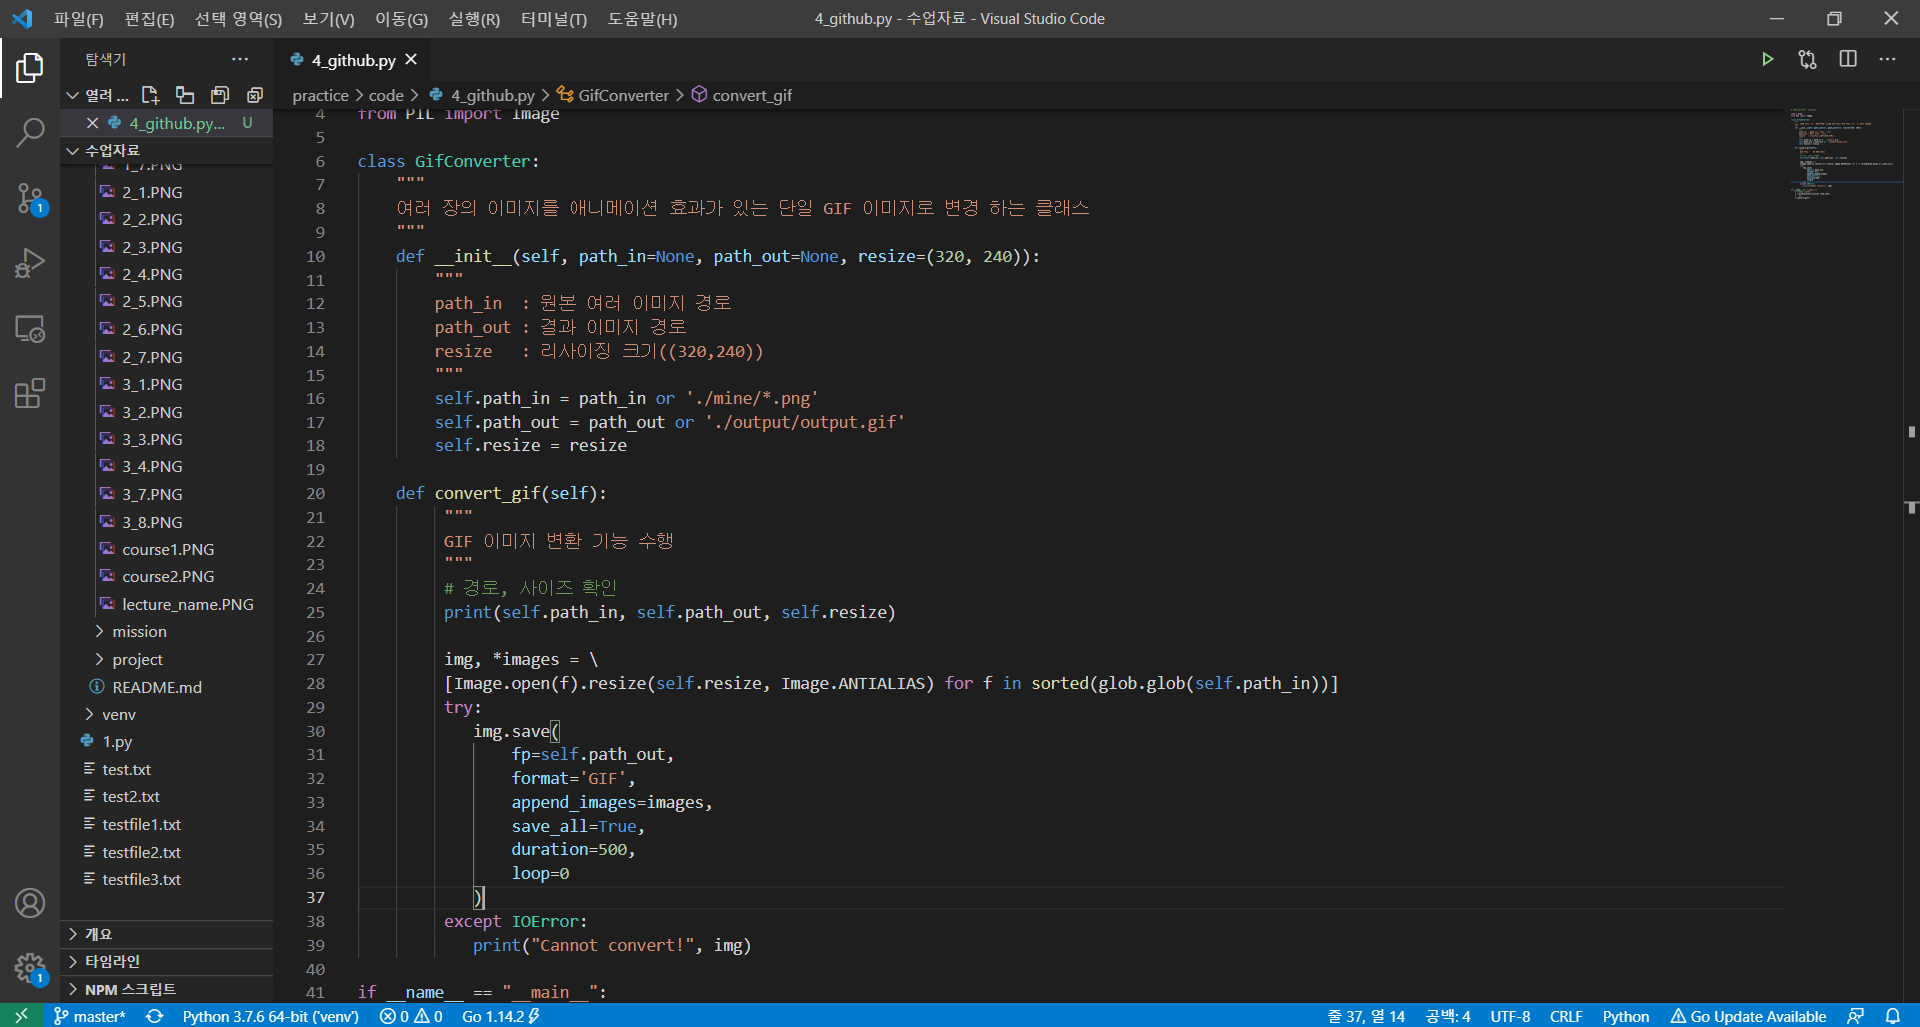 파일(F) 편집(E) 선택 영역(S) 보기(V) 이동(G) 실행(R) 터미널(T) 도움말(H)
4_github.py - 수업자료 - Visual Studio Code
탐색기
열려 ...
4_github.py... U
수업자료
1_7.PNG
2_1.PNG
2_2.PNG
2_3.PNG
2_4.PNG
2_5.PNG
2_6.PNG
2_7.PNG
3_1.PNG
3_2.PNG
3_3.PNG
3_4.PNG
3_7.PNG
3_8.PNG
course1.PNG
course2.PNG
lecture_name.PNG
mission
project
README.md
venv
1.py
test.txt
test2.txt
testfile1.txt
testfile2.txt
testfile3.txt
개요
타임라인
NPM 스크립트
1
1
4_github.py
practice > code > 4_github.py > GifConverter > convert_gif
4 from PIL import Image
5
6 class GifConverter:
7 """
8 여러 장의 이미지를 애니메이션 효과가 있는 단일 GIF 이미지로 변경 하는 클래스
9 """
10 def __init__(self, path_in=None, path_out=None, resize=(320, 240)):
11 """
12 path_in  : 원본 여러 이미지 경로
13 path_out : 결과 이미지 경로
14 resize   : 리사이징 크기((320,240))
15 """
16 self.path_in = path_in or './mine/*.png'
17 self.path_out = path_out or './output/output.gif'
18 self.resize = resize
19
20 def convert_gif(self):
21 """
22 GIF 이미지 변환 기능 수행
23 """
24 # 경로, 사이즈 확인
25 print(self.path_in, self.path_out, self.resize)
26
27 img, *images = \
28 [Image.open(f).resize(self.resize, Image.ANTIALIAS) for f in sorted(glob.glob(self.path_in))]
29 try:
30 img.save(
31 fp=self.path_out,
32 format='GIF',
33 append_images=images,
34 save_all=True,
35 duration=500,
36 loop=0
37 )
38 except IOError:
39 print("Cannot convert!", img)
40
41 if __name__ == "__main__":
master* Python 3.7.6 64-bit ('venv') 0 0 Go 1.14.2
줄 37, 열 14 공백: 4 UTF-8 CRLF Python Go Update Available